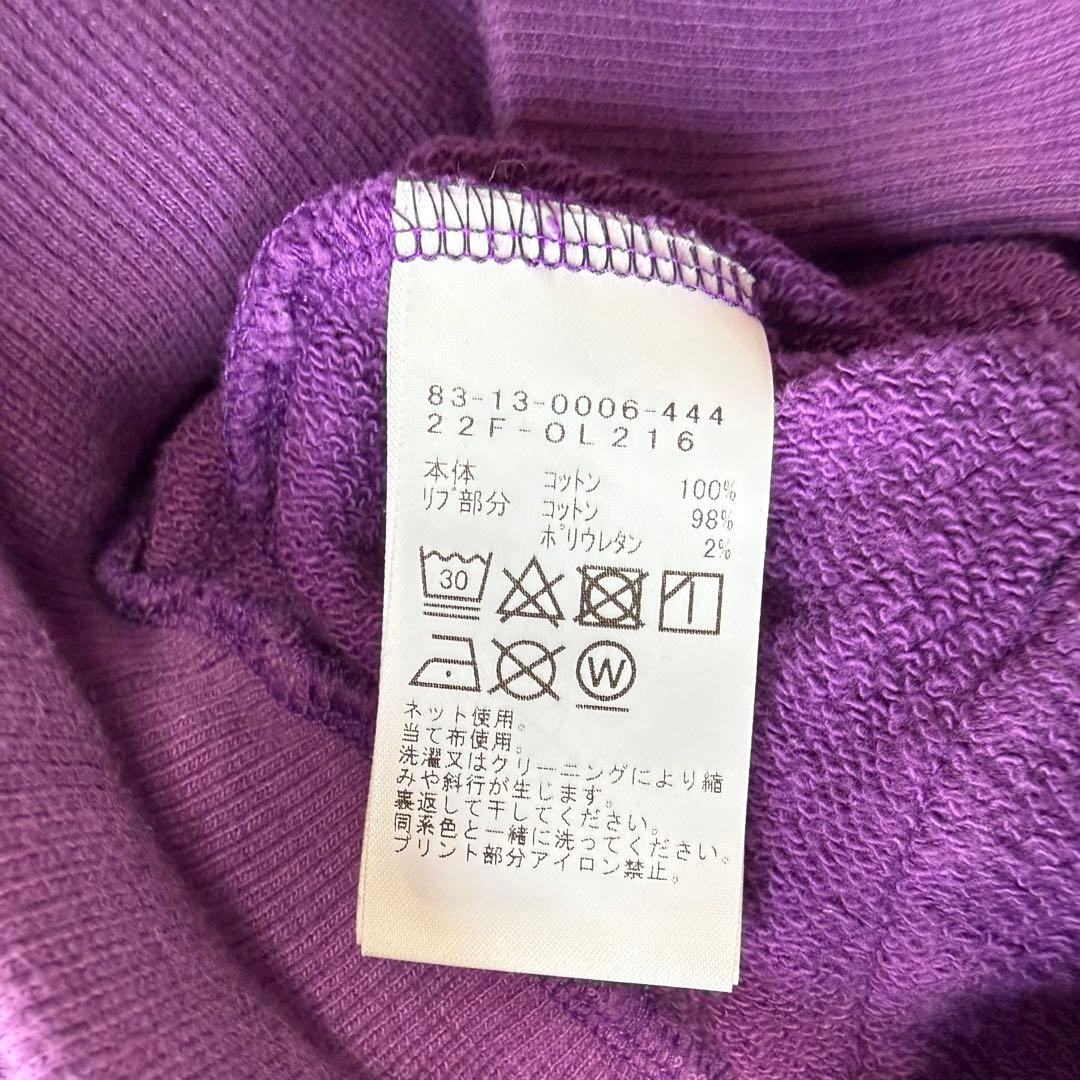 83-13-0006-444
22F-OL216
本体 コットン 100%
リブ部分 コットン 98%
ポリウレタン 2%
30
W
ネット使用。
当て布使用。
洗濯又はクリーニングにより縮
みや斜行が生じます。
裏返して干してください。
同系色と一緒に洗ってください。
プリント部分アイロン禁止。